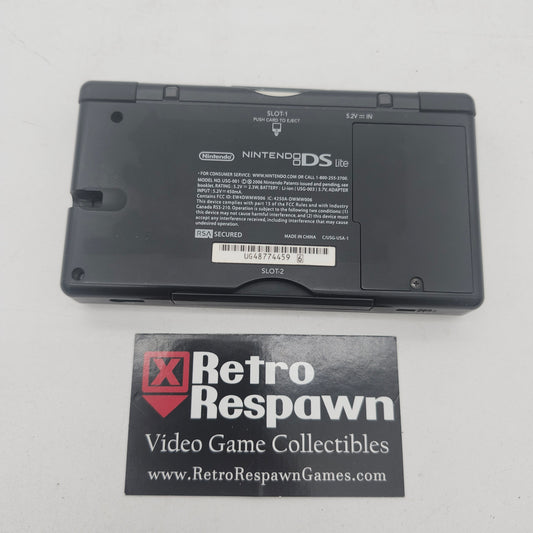 SLOT-1
PUSH CARD TO EJECT
5.2V ⎓ IN
Nintendo
NINTENDO DS Lite
• FOR CONSUMER SERVICE: WWW.NINTENDO.COM OR CALL 1-800-255-3700.
MODEL NO. USG-001 © 2006 Nintendo Patents issued and pending, see
booklets. RATING: 5.2V ⎓ 2.3W. BATTERY: Li-ion (USG-003) 3.7V. ADAPTER
INPUT: 5.2V ⎓ 450mA.
Contains FCC ID: EW4DWMW006 IC: 4250A-DWMW006
This device complies with part 15 of the FCC Rules and with Industry
Canada RSS-210. Operation is subject to the following two conditions: (1)
this device may not cause harmful interference, and (2) this device must
accept any interference received, including interference that may cause
undesired operation.
RSA SECURED
MADE IN CHINA C/USG-USA-1
UG48774459 6
SLOT-2
X Retro
Respawn
Video Game Collectibles
www.RetroRespawnGames.com